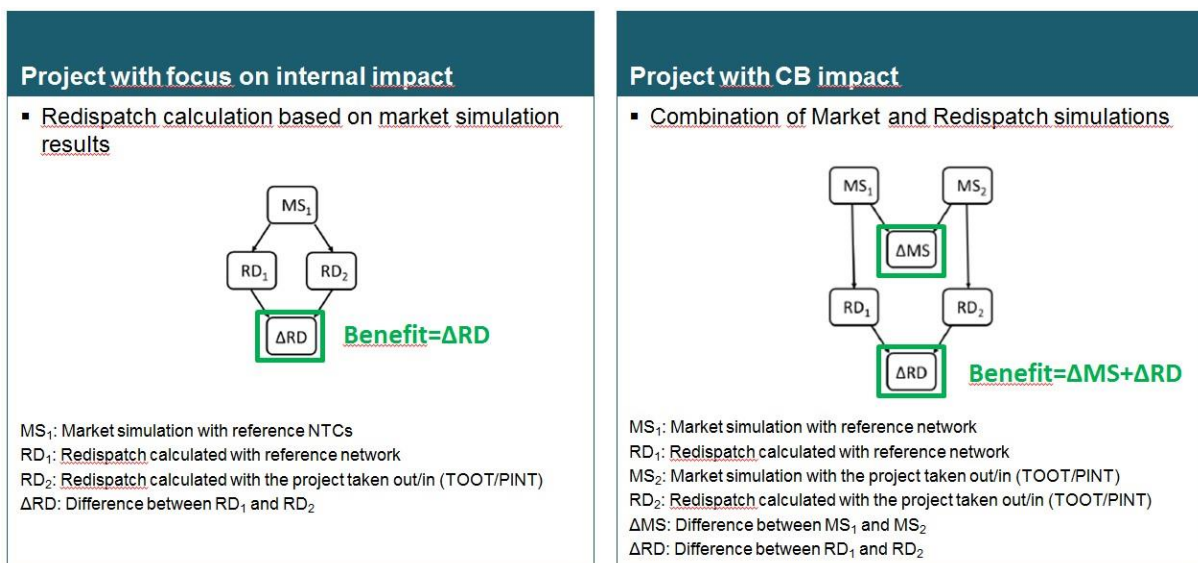 Project with focus on internal impact
▪ Redispatch calculation based on market simulation
results
MS₁
RD₁
RD₂
ΔRD
Benefit=ΔRD
MS₁: Market simulation with reference NTCs
RD₁: Redispatch calculated with reference network
RD₂: Redispatch calculated with the project taken out/in (TOOT/PINT)
ΔRD: Difference between RD₁ and RD₂
Project with CB impact
▪ Combination of Market and Redispatch simulations
MS₁
MS₂
ΔMS
RD₁
RD₂
ΔRD
Benefit=ΔMS+ΔRD
MS₁: Market simulation with reference network
RD₁: Redispatch calculated with reference network
MS₂: Market simulation with the project taken out/in (TOOT/PINT)
RD₂: Redispatch calculated with the project taken out/in (TOOT/PINT)
ΔMS: Difference between MS₁ and MS₂
ΔRD: Difference between RD₁ and RD₂